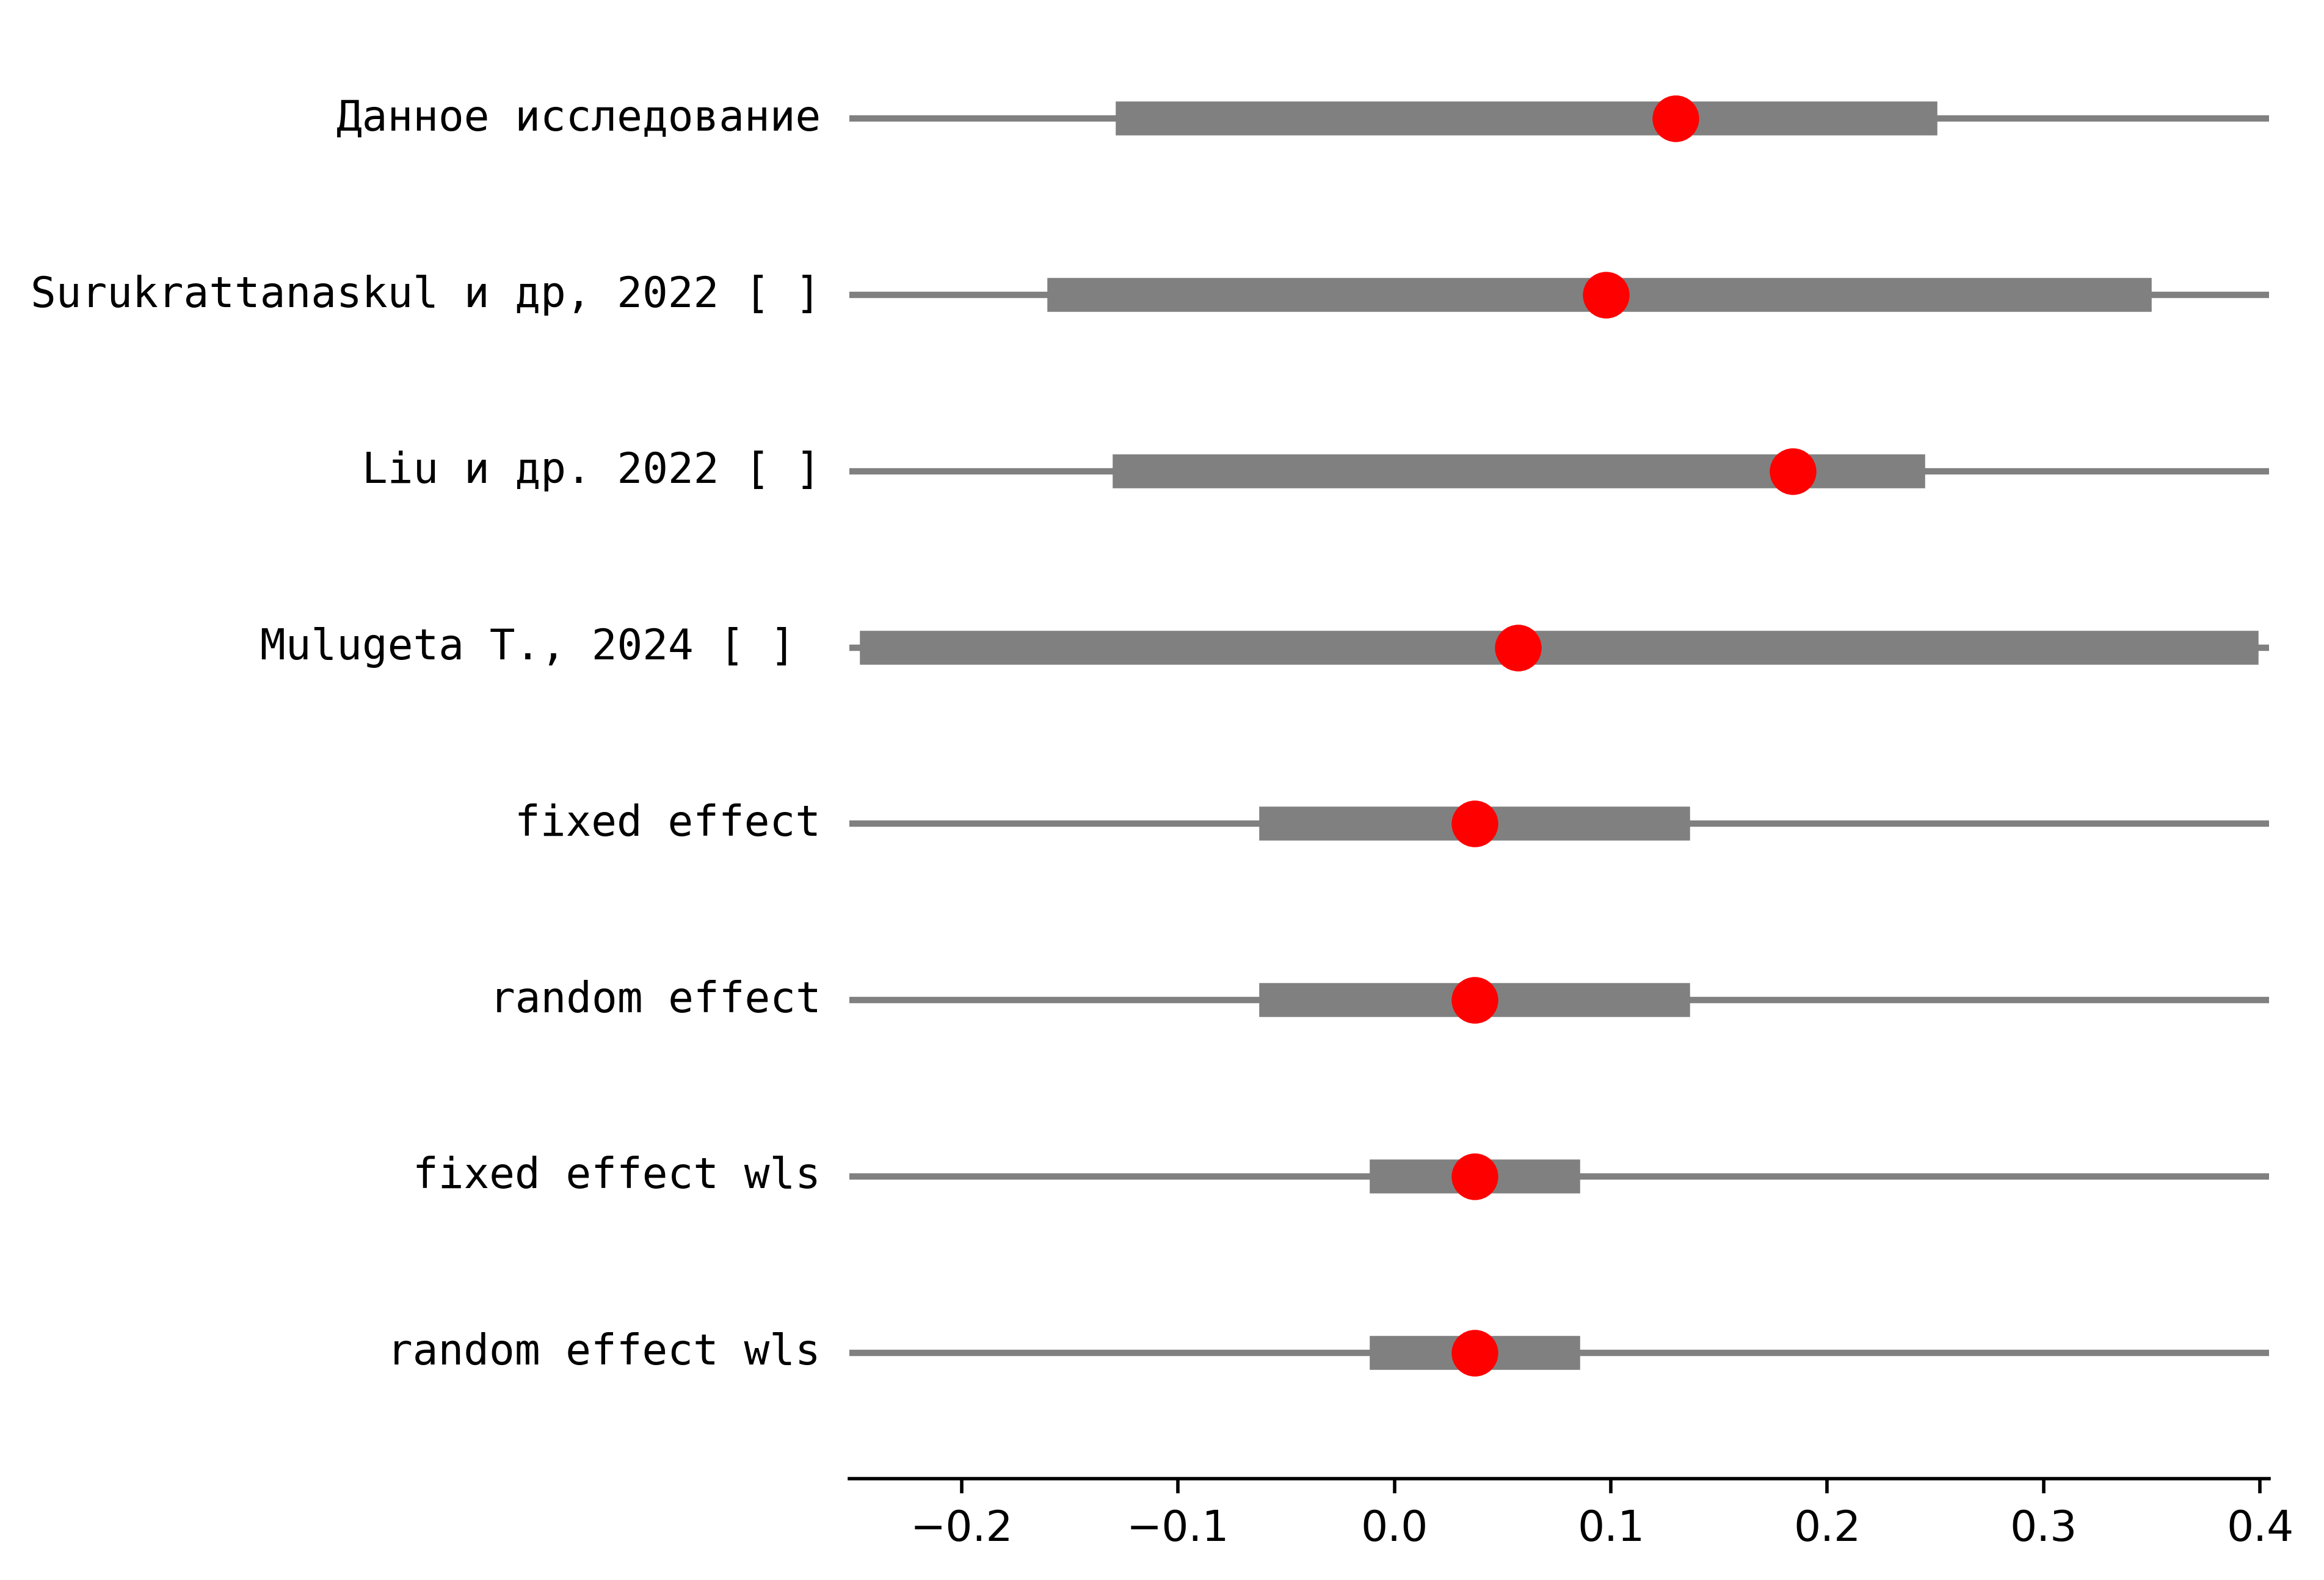 Данное исследование
Surukrattanaskul и др, 2022 [ ]
Liu и др. 2022 [ ]
Mulugeta T., 2024 [ ]
fixed effect
random effect
fixed effect wls
random effect wls
−0.2 −0.1 0.0 0.1 0.2 0.3 0.4